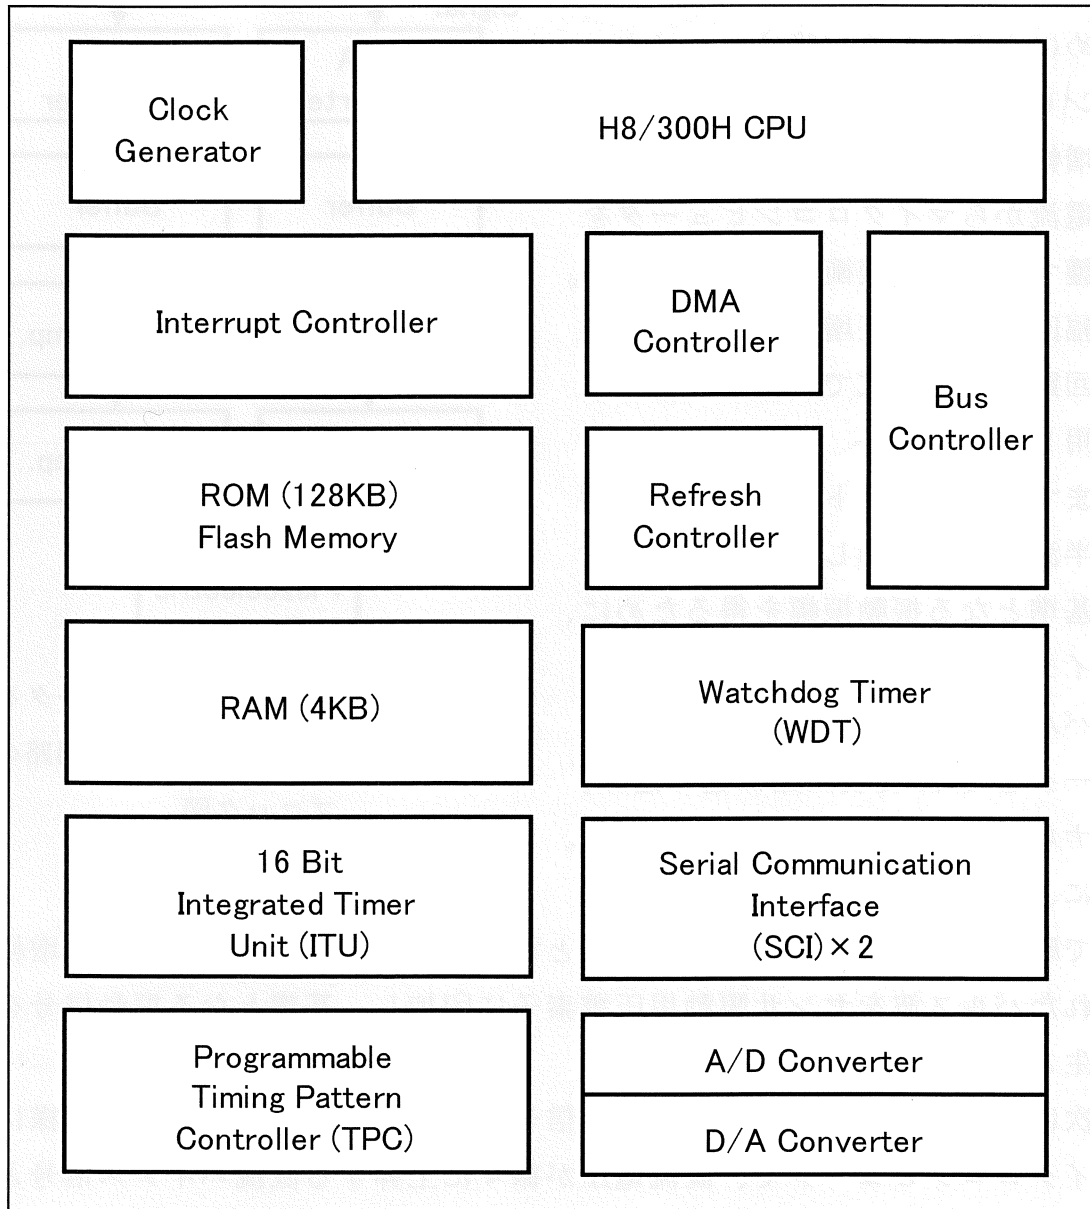 Clock
Generator
H8/300H CPU
Interrupt Controller
DMA
Controller
Bus
Controller
ROM (128KB)
Flash Memory
Refresh
Controller
RAM (4KB)
Watchdog Timer
(WDT)
16 Bit
Integrated Timer
Unit (ITU)
Serial Communication
Interface
(SCI)×2
Programmable
Timing Pattern
Controller (TPC)
A/D Converter
D/A Converter